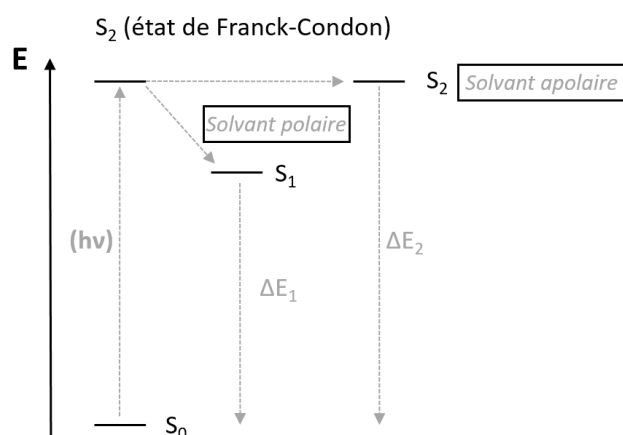 S₂ (état de Franck-Condon)
E
S₂ Solvant apolaire
Solvant polaire
S₁
(hν)
ΔE₂
ΔE₁
S₀